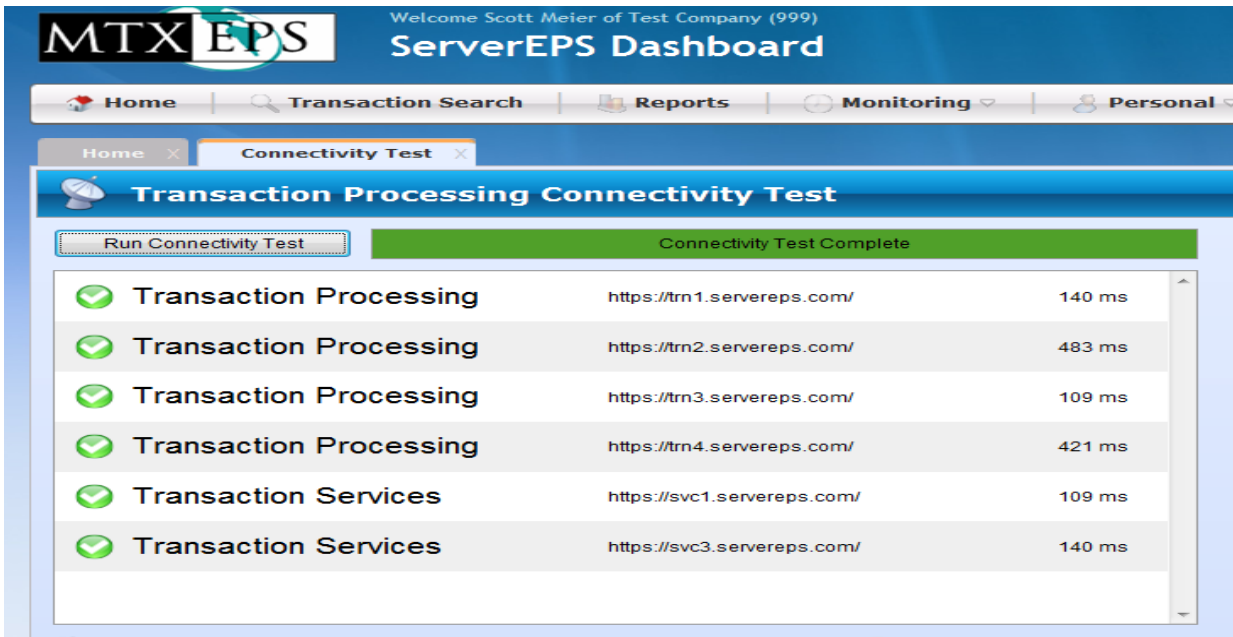 MTX EPS
Welcome Scott Meier of Test Company (999)
ServerEPS Dashboard
Home Transaction Search Reports Monitoring Personal
Home Connectivity Test
Transaction Processing Connectivity Test
Run Connectivity Test Connectivity Test Complete
Transaction Processing https://trn1.servereps.com/ 140 ms
Transaction Processing https://trn2.servereps.com/ 483 ms
Transaction Processing https://trn3.servereps.com/ 109 ms
Transaction Processing https://trn4.servereps.com/ 421 ms
Transaction Services https://svc1.servereps.com/ 109 ms
Transaction Services https://svc3.servereps.com/ 140 ms